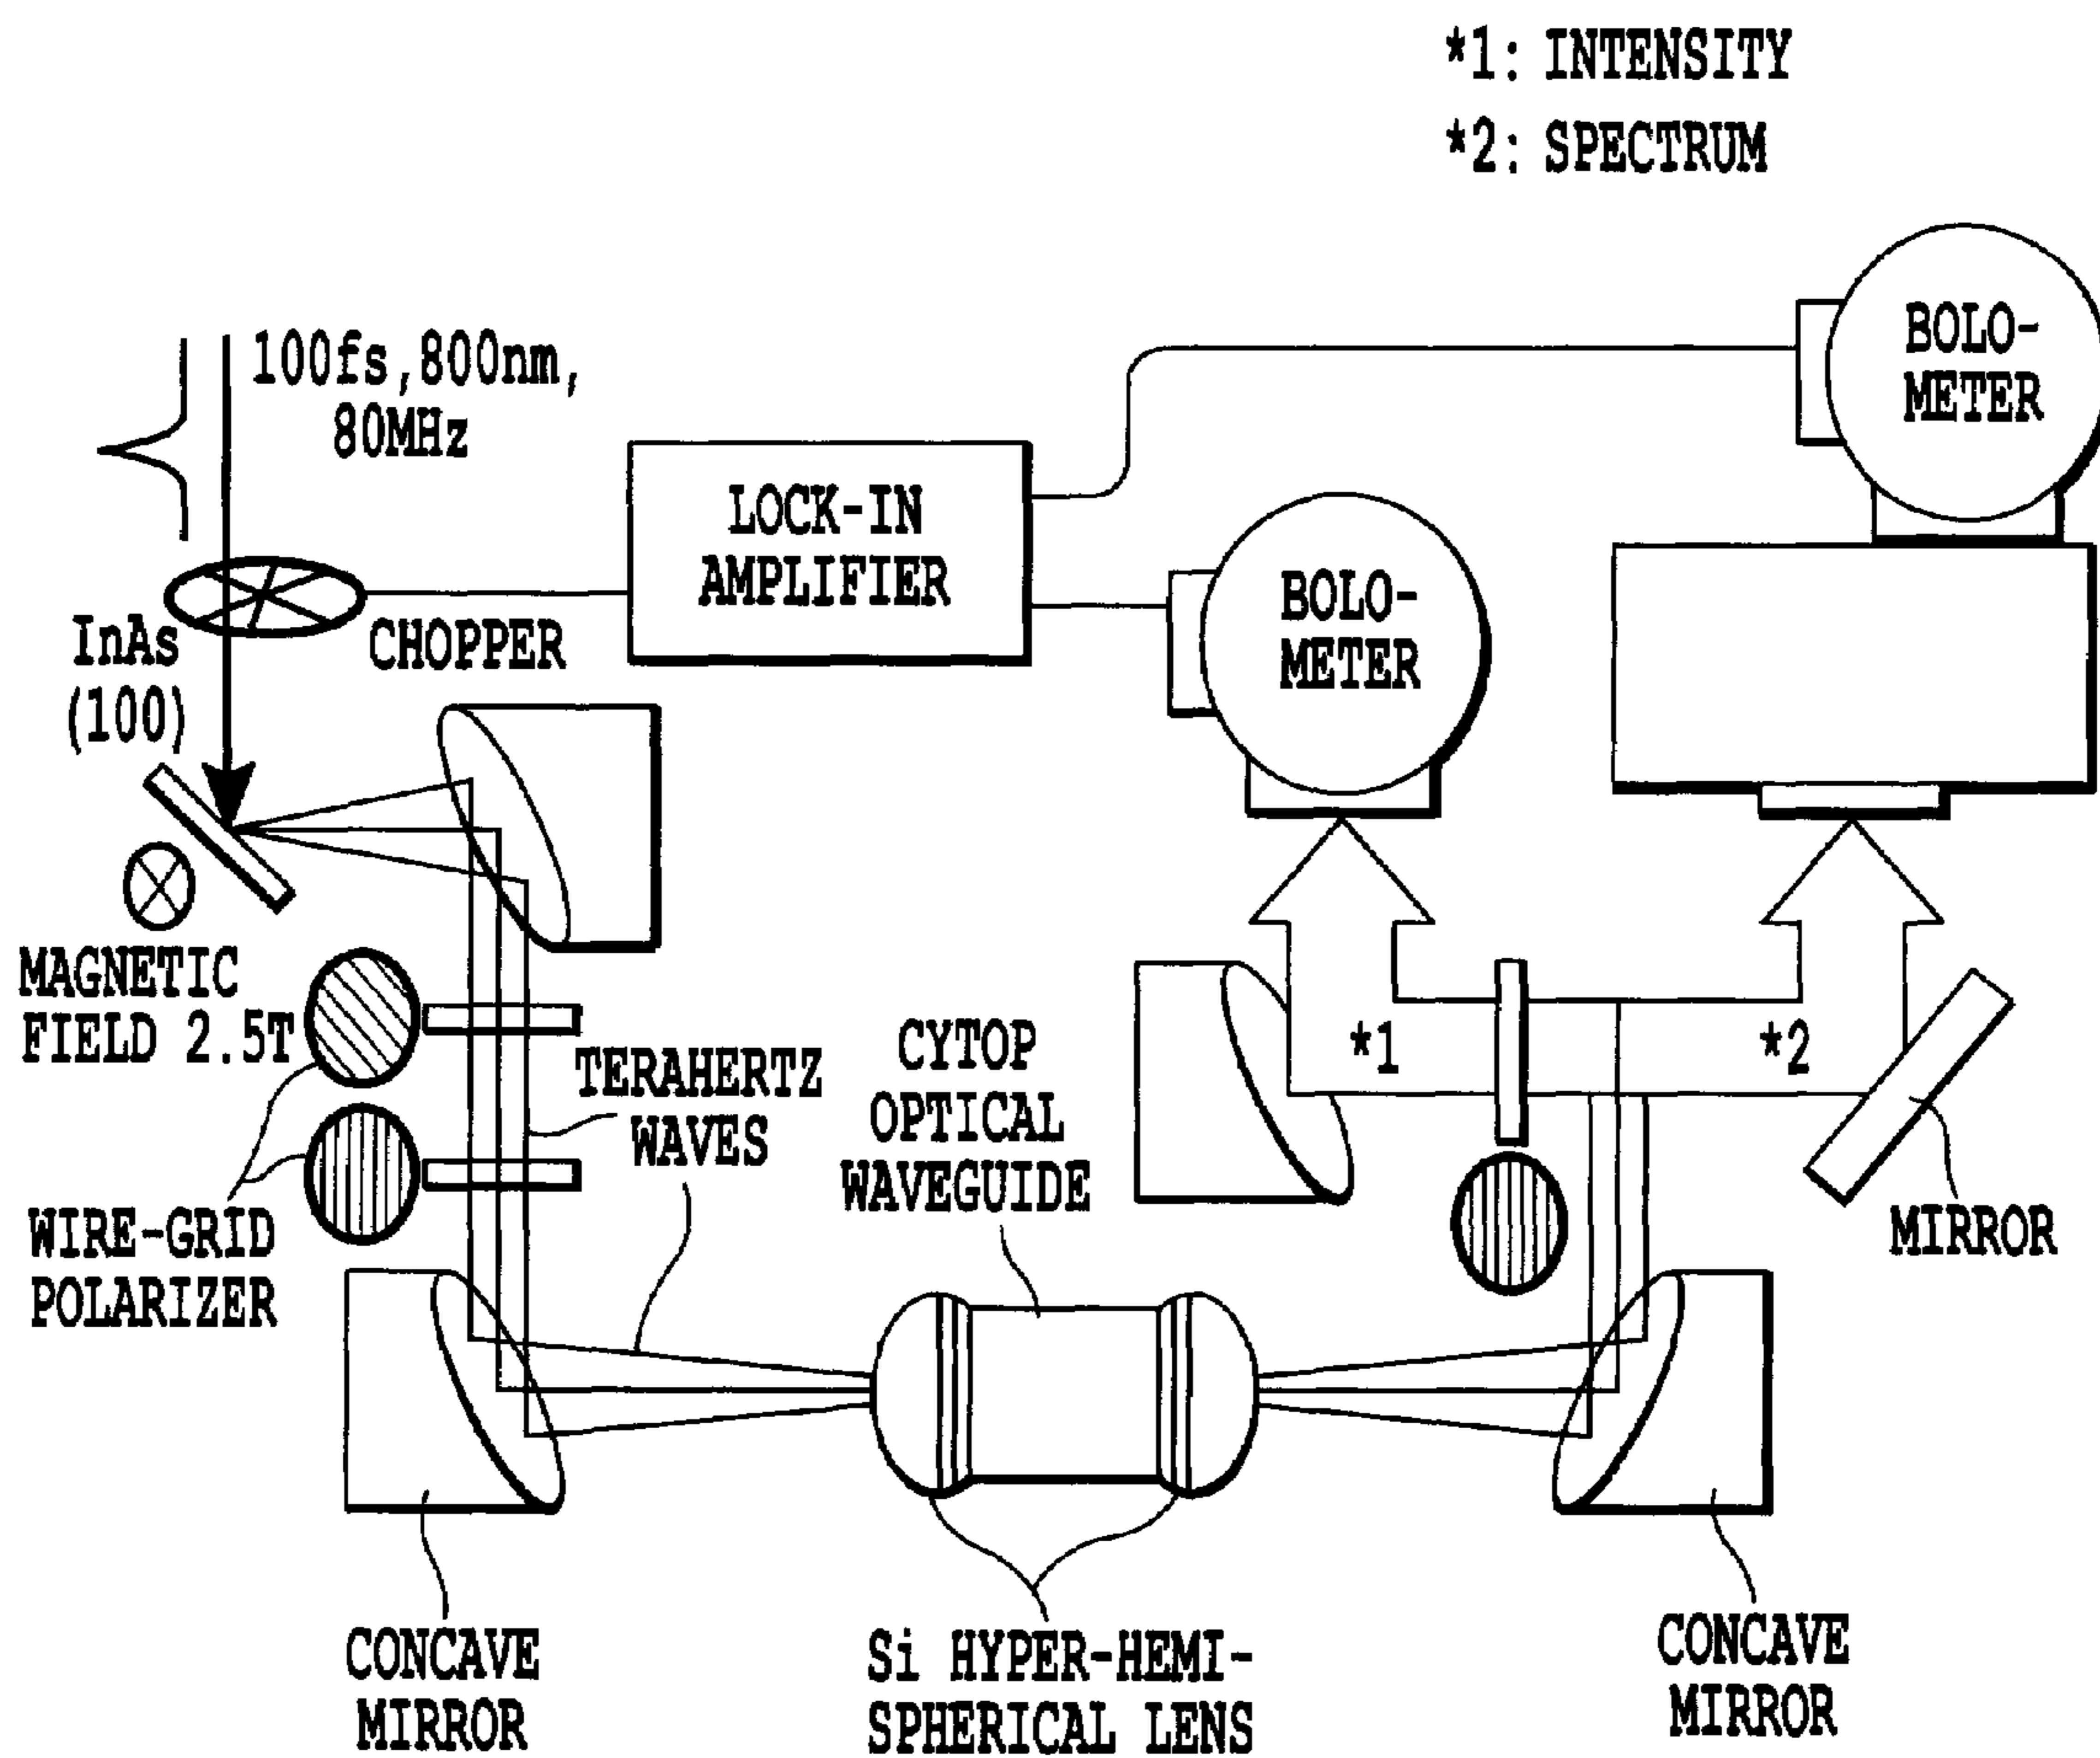 *1: INTENSITY
*2: SPECTRUM
100fs,800nm,
80MHz
BOLO-
METER
LOCK-IN
AMPLIFIER
BOLO-
METER
InAs
(100)
CHOPPER
MAGNETIC
FIELD 2.5T
*1
*2
TERAHERTZ
WAVES
CYTOP
OPTICAL
WAVEGUIDE
WIRE-GRID
POLARIZER
MIRROR
CONCAVE
MIRROR
Si HYPER-HEMI-
SPHERICAL LENS
CONCAVE
MIRROR